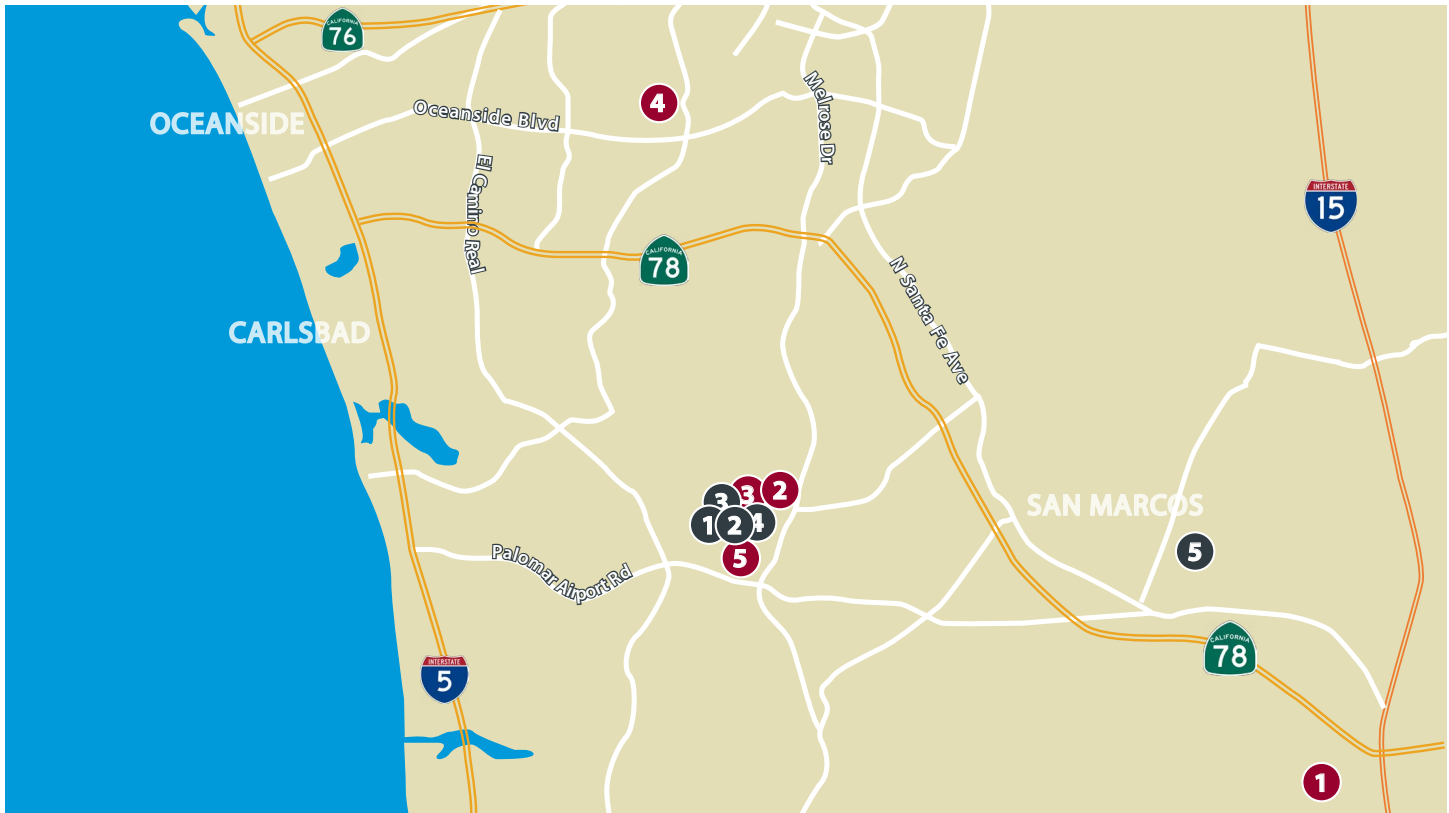 CALIFORNIA
76
4
Oceanside Blvd
Melrose Dr
OCEANSIDE
El Camino Real
INTERSTATE
15
CALIFORNIA
78
N Santa Fe Ave
CARLSBAD
3
3
2
1
2
4
5
SAN MARCOS
5
Palomar Airport Rd
CALIFORNIA
78
INTERSTATE
5
1